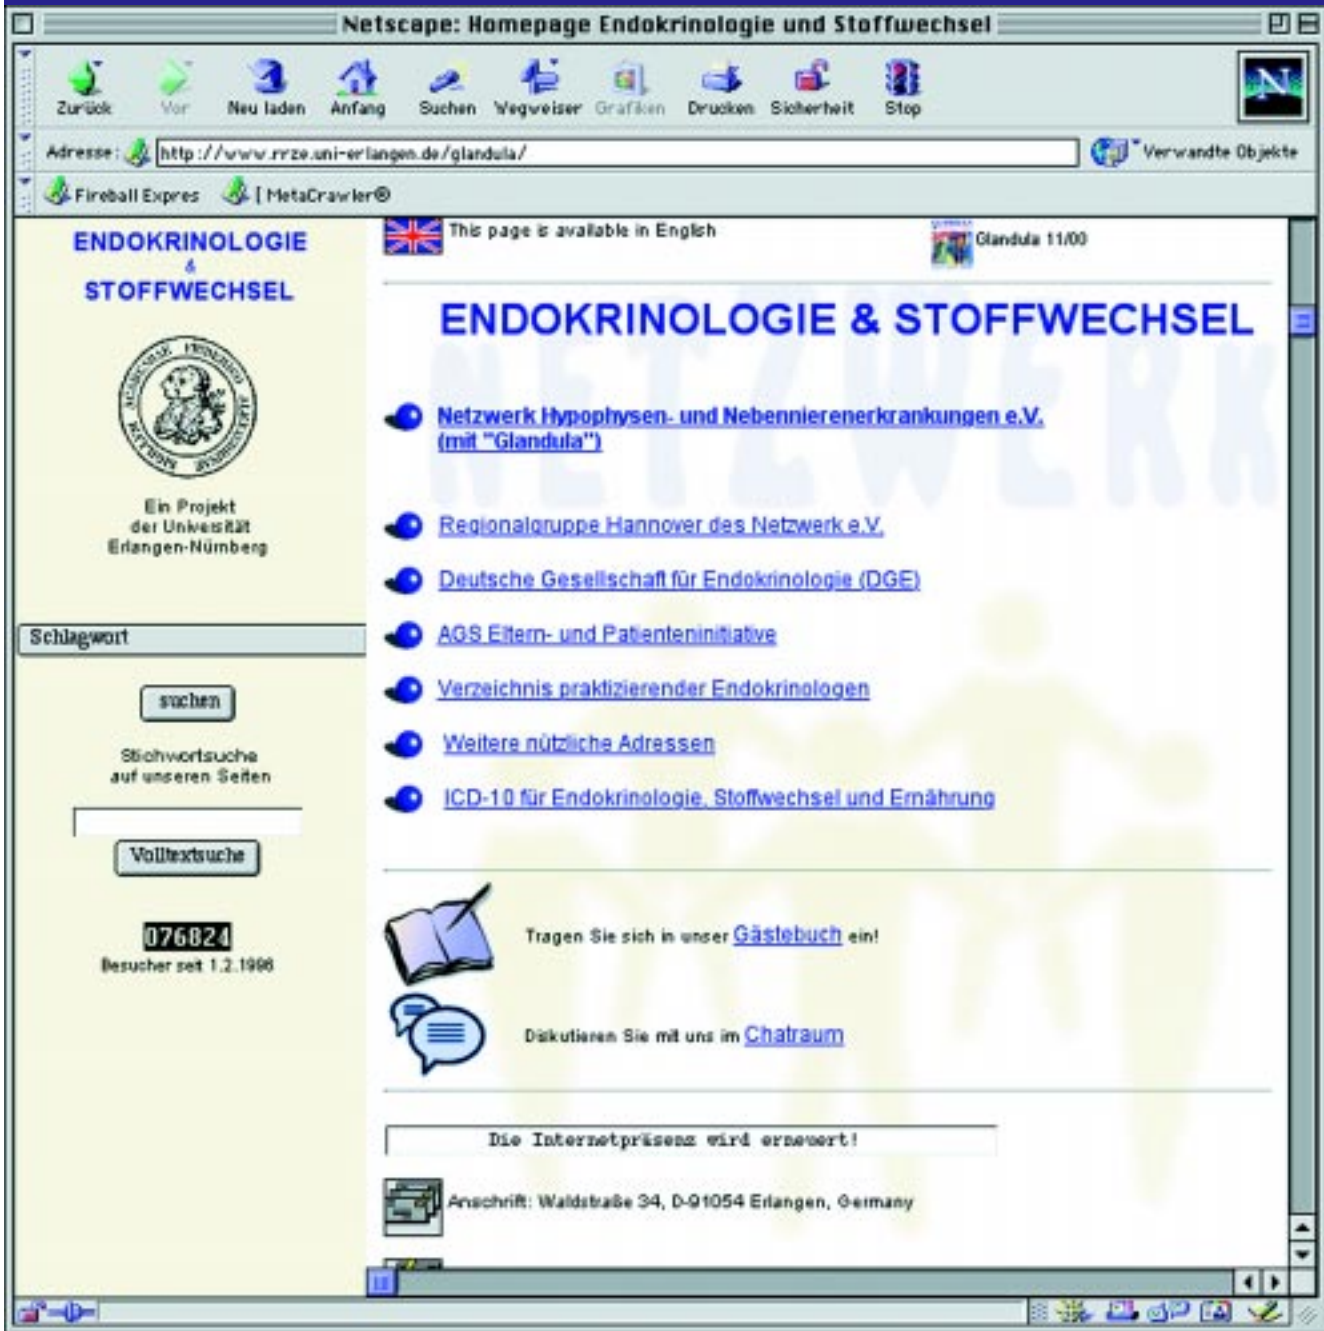 Netscape: Homepage Endokrinologie und Stoffwechsel
Zurück Vor Neu laden Anfang Suchen Wegweiser Grafiken Drucken Sicherheit Stop
N
Adresse: http://www.rrze.uni-erlangen.de/glandula/ Verwandte Objekte
Fireball Expres [ MetaCrawler®
ENDOKRINOLOGIE
&
STOFFWECHSEL
Ein Projekt
der Universität
Erlangen-Nürnberg
Schlagwort
suchen
Stichwortsuche
auf unseren Seiten
Volltextsuche
076824
Besucher seit 1.2.1996
This page is available in English
Glandula 11/00
ENDOKRINOLOGIE & STOFFWECHSEL
NETZWERK
Netzwerk Hypophysen- und Nebennierenerkrankungen e.V.
(mit "Glandula")
Regionalgruppe Hannover des Netzwerk e.V.
Deutsche Gesellschaft für Endokrinologie (DGE)
AGS Eltern- und Patienteninitiative
Verzeichnis praktizierender Endokrinologen
Weitere nützliche Adressen
ICD-10 für Endokrinologie, Stoffwechsel und Ernährung
Tragen Sie sich in unser Gästebuch ein!
Diskutieren Sie mit uns im Chatraum
Die Internetpräsenz wird erneuert!
Anschrift: Waldstraße 34, D-91054 Erlangen, Germany